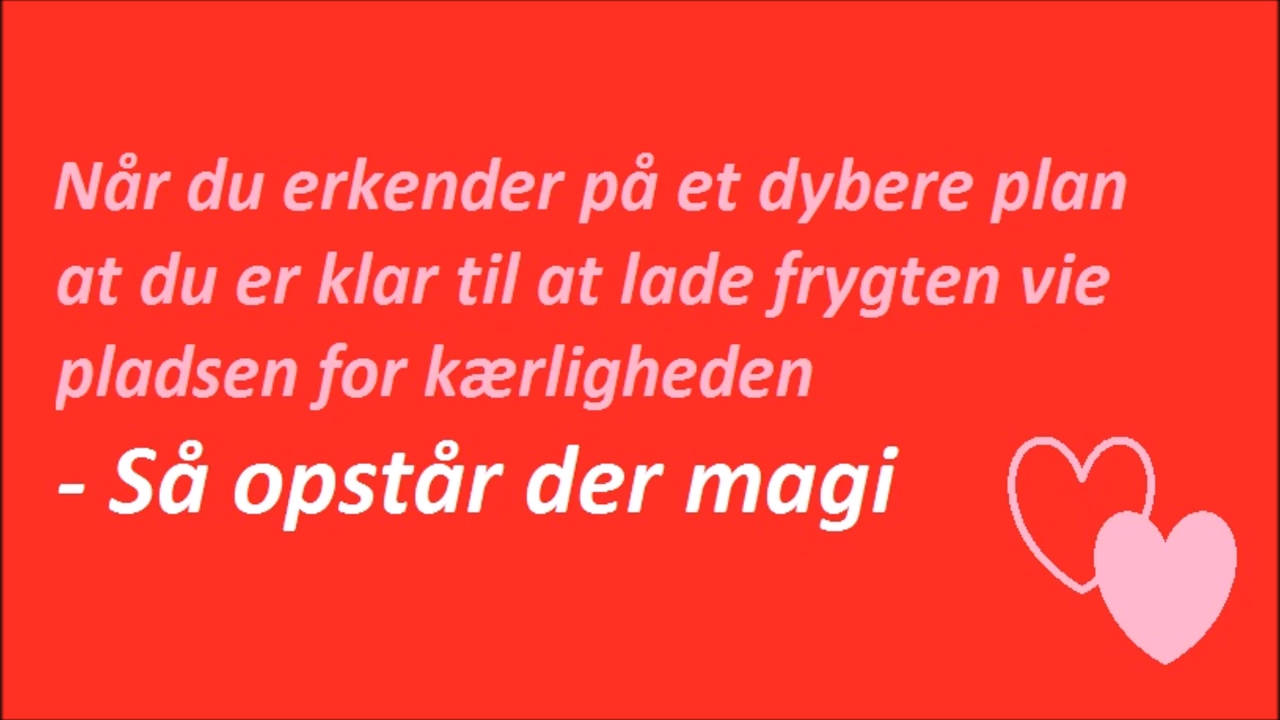 Når du erkender på et dybere plan
at du er klar til at lade frygten vie
pladsen for kærligheden
- Så opstår der magi